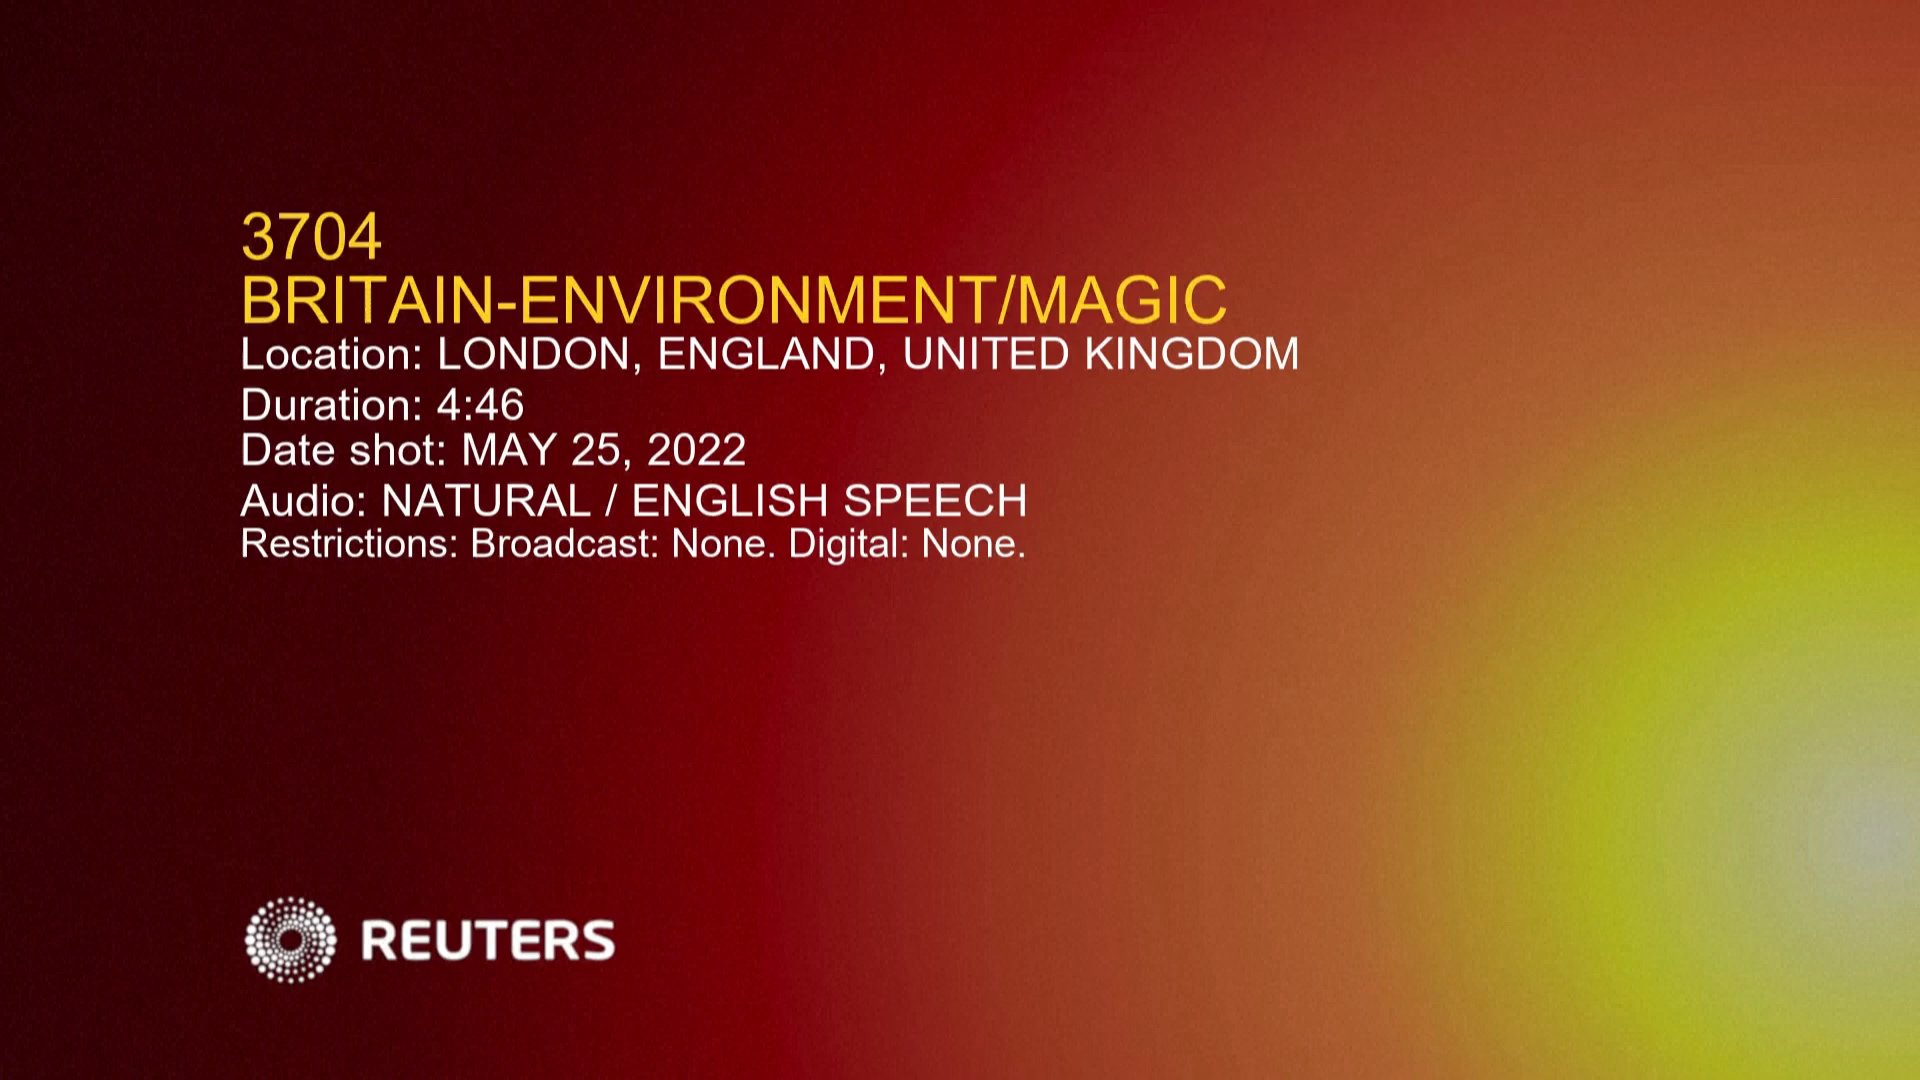 3704
BRITAIN-ENVIRONMENT/MAGIC
Location: LONDON, ENGLAND, UNITED KINGDOM
Duration: 4:46
Date shot: MAY 25, 2022
Audio: NATURAL / ENGLISH SPEECH
Restrictions: Broadcast: None. Digital: None.
REUTERS